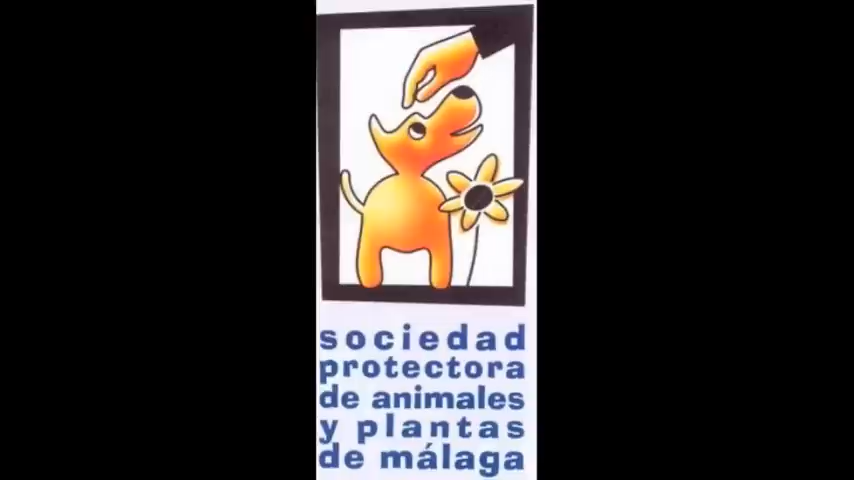 sociedad
protectora
de animales
y plantas
de málaga